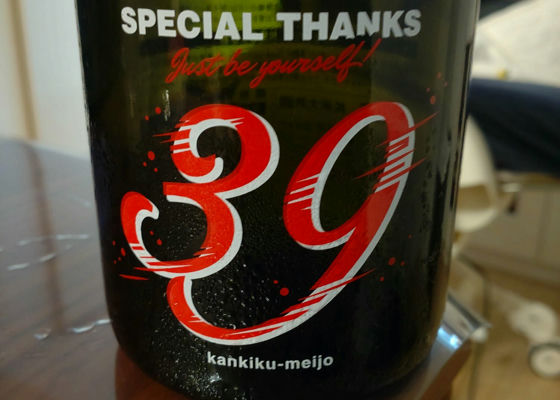 SPECIAL THANKS
Just be yourself!
39
kankiku-meijo